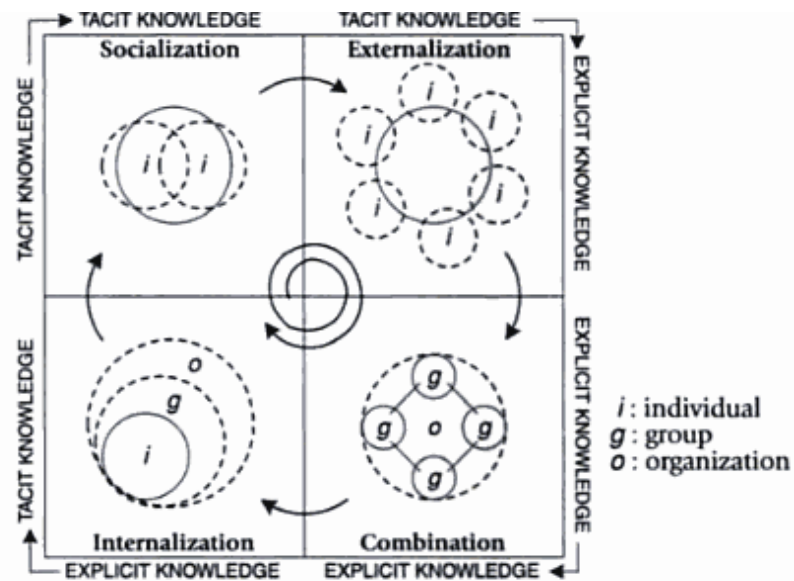 TACIT KNOWLEDGE TACIT KNOWLEDGE
Socialization Externalization
TACIT KNOWLEDGE
EXPLICIT KNOWLEDGE
i i
i
i
i
i
i
i
TACIT KNOWLEDGE
EXPLICIT KNOWLEDGE
o
g
i
g
g o g
g
i : individual
g : group
o : organization
Internalization Combination
EXPLICIT KNOWLEDGE EXPLICIT KNOWLEDGE